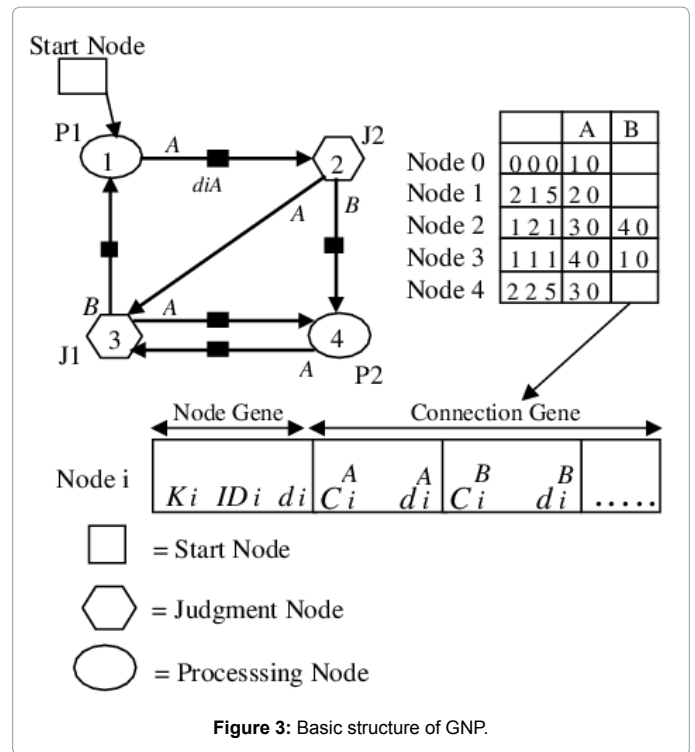 Start Node
P1
1
A
diA
J2
2
A
B
B
A
3
J1
4
A
P2
A B
Node 0 0 0 0 1 0
Node 1 2 1 5 2 0
Node 2 1 2 1 3 0 4 0
Node 3 1 1 1 4 0 1 0
Node 4 2 2 5 3 0
Node Gene Connection Gene
Node i Ki IDi di C i A d i A C i B d i B .....
= Start Node
= Judgment Node
= Processsing Node
Figure 3: Basic structure of GNP.